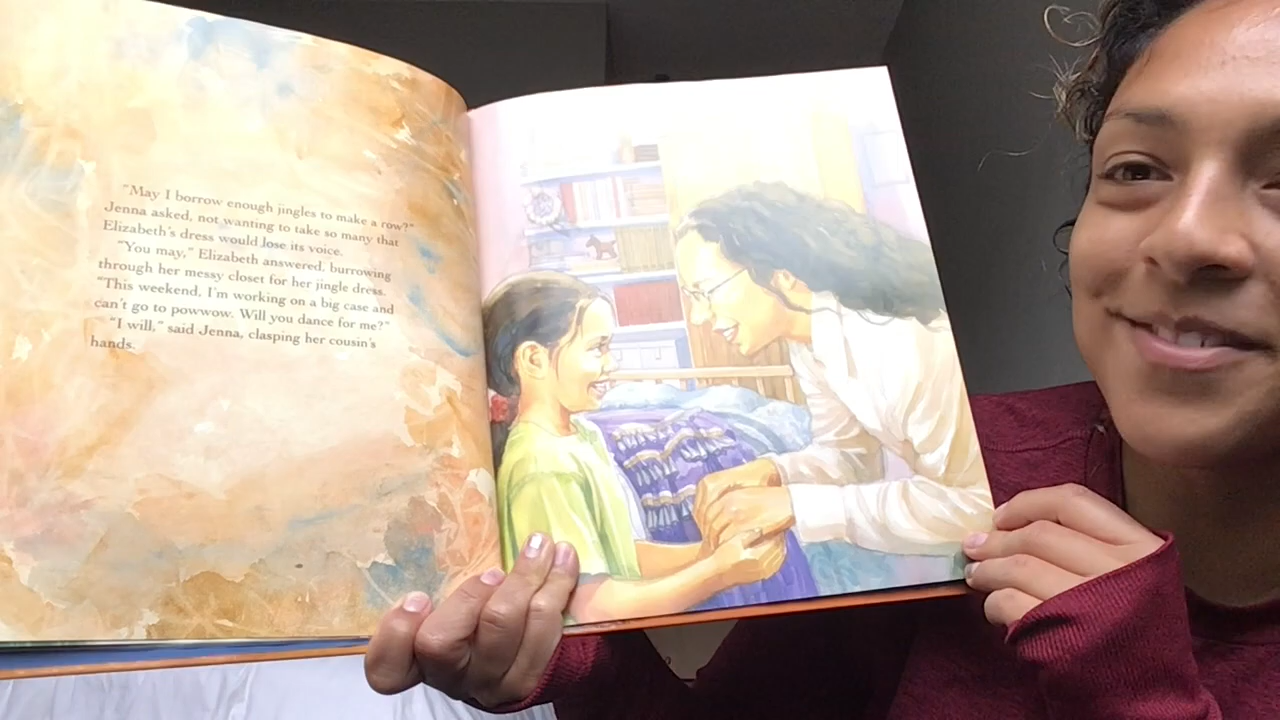 "May I borrow enough jingles to make a row?"
Jenna asked, not wanting to take so many that
Elizabeth's dress would lose its voice.
"You may," Elizabeth answered, burrowing
through her messy closet for her jingle dress.
"This weekend, I'm working on a big case and
can't go to powwow. Will you dance for me?"
"I will," said Jenna, clasping her cousin's
hands.